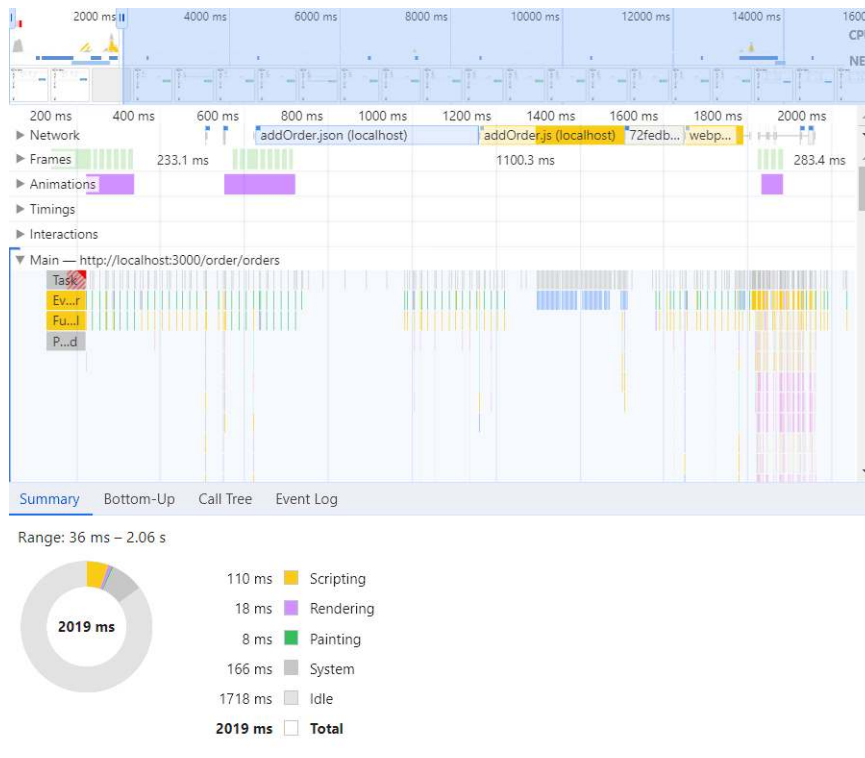 2000 ms 4000 ms 6000 ms 8000 ms 10000 ms 12000 ms 14000 ms 1600
CPU
NE
200 ms 400 ms 600 ms 800 ms 1000 ms 1200 ms 1400 ms 1600 ms 1800 ms 2000 ms
Network addOrder.json (localhost) addOrder.js (localhost) 72fedb... webp...
Frames 233.1 ms 1100.3 ms 283.4 ms
Animations
Timings
Interactions
Main — http://localhost:3000/order/orders
Task
Ev...r
Fu...l
P...d
Summary Bottom-Up Call Tree Event Log
Range: 36 ms – 2.06 s
110 ms Scripting
18 ms Rendering
2019 ms
8 ms Painting
166 ms System
1718 ms Idle
2019 ms Total